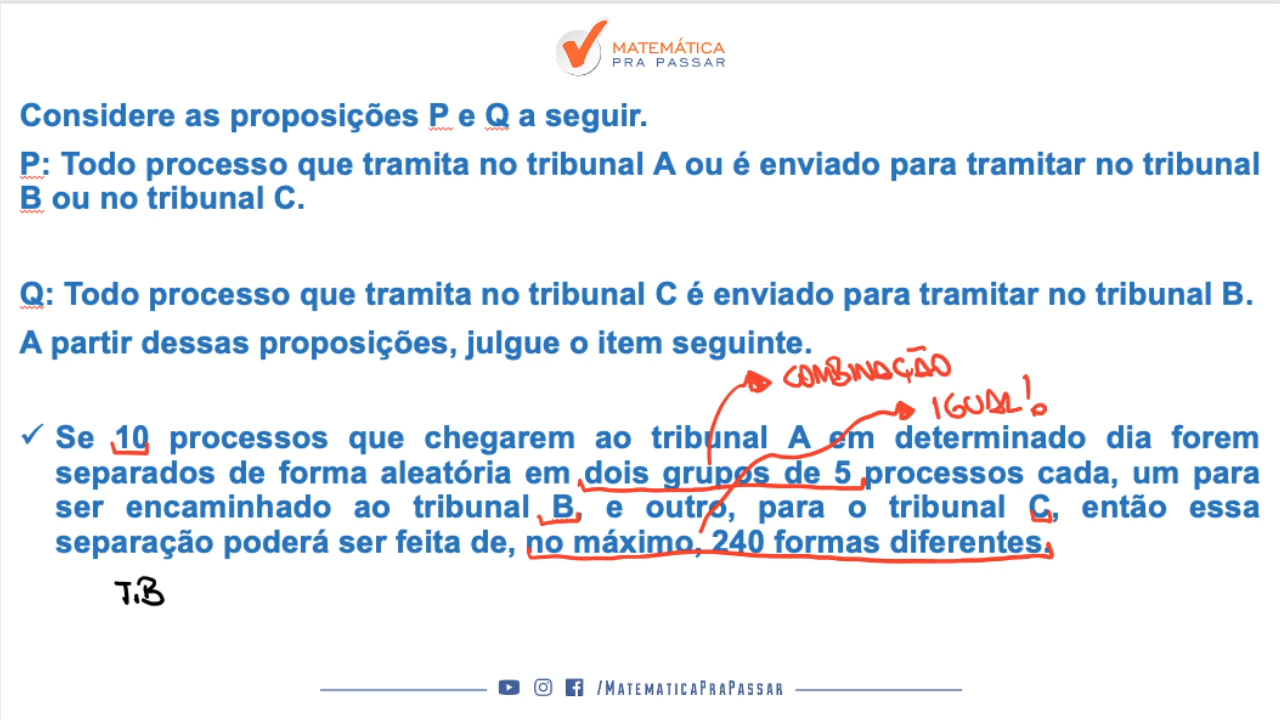 MATEMÁTICA
PRA PASSAR
Considere as proposições P e Q a seguir.
P: Todo processo que tramita no tribunal A ou é enviado para tramitar no tribunal
B ou no tribunal C.
Q: Todo processo que tramita no tribunal C é enviado para tramitar no tribunal B.
A partir dessas proposições, julgue o item seguinte.
COMBINAÇÃO
IGUAL!
✓ Se 10 processos que chegarem ao tribunal A em determinado dia forem
separados de forma aleatória em dois grupos de 5 processos cada, um para
ser encaminhado ao tribunal B, e outro, para o tribunal C, então essa
separação poderá ser feita de, no máximo, 240 formas diferentes.
T.B
/MATEMATICAPRAPASSAR